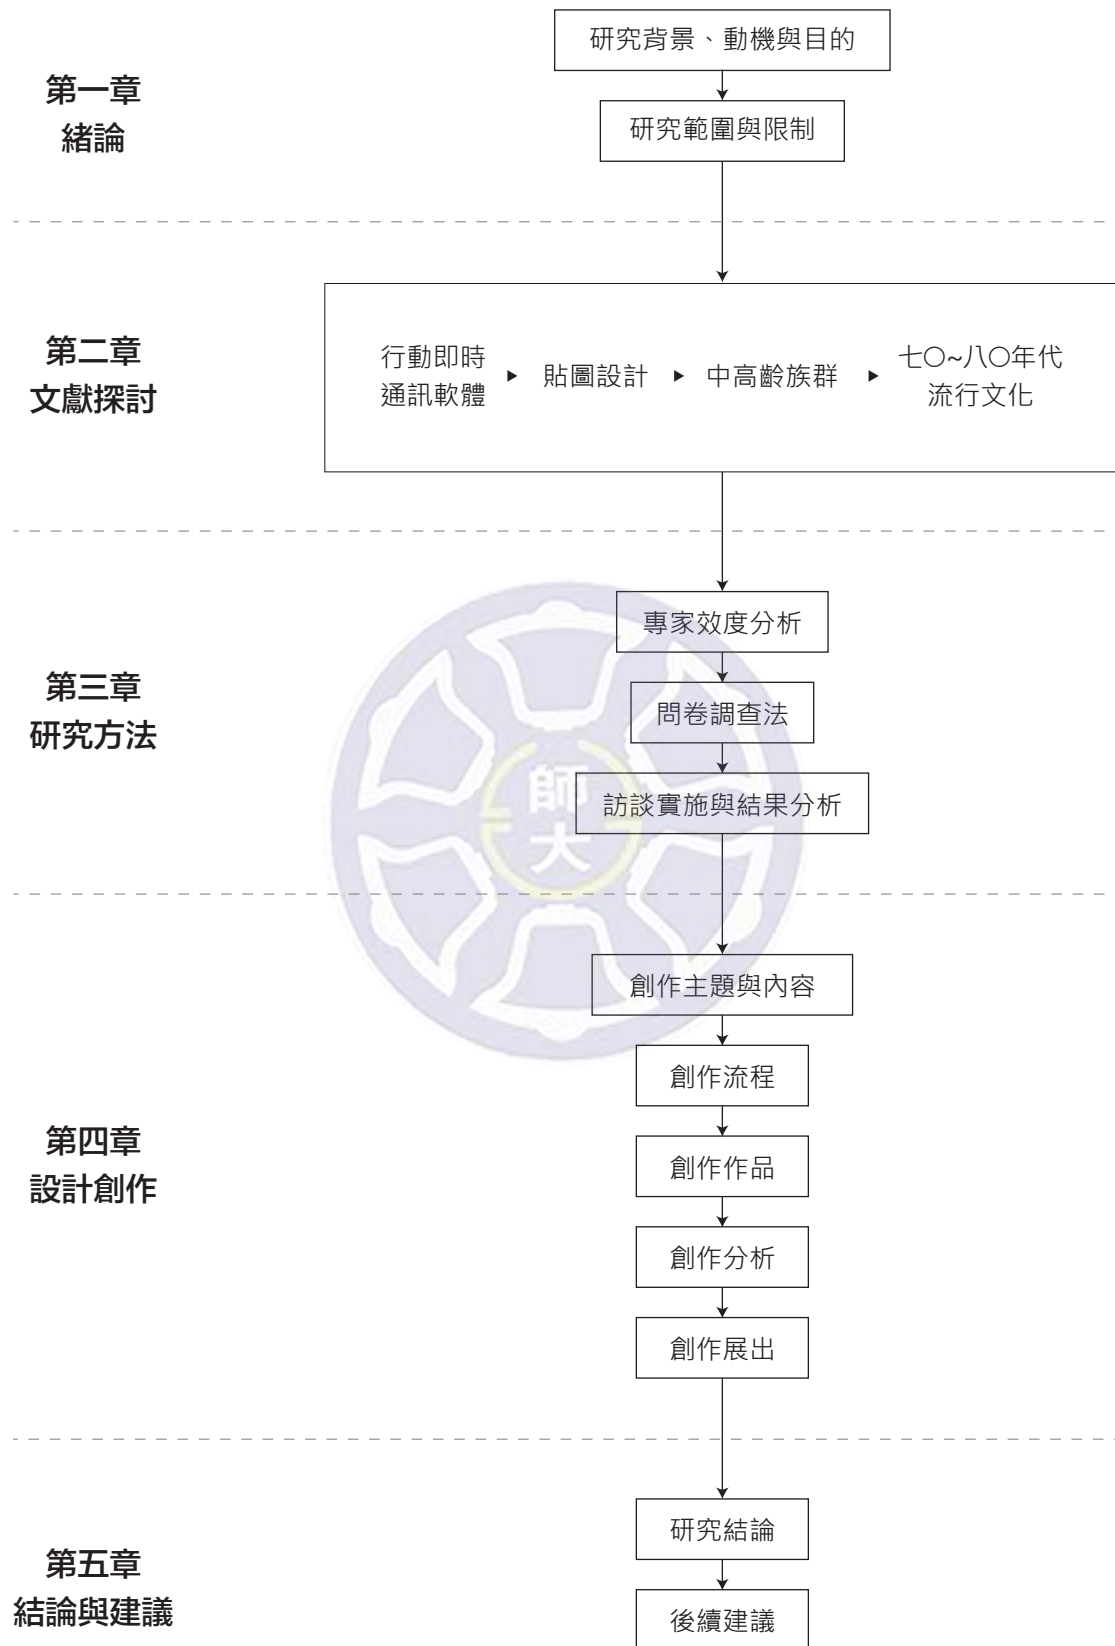 第一章
緒論
研究背景、動機與目的
研究範圍與限制
第二章
文獻探討
行動即時
通訊軟體
▶
貼圖設計
▶
中高齡族群
▶
七〇~八〇年代
流行文化
第三章
研究方法
專家效度分析
問卷調查法
訪談實施與結果分析
師
大
第四章
設計創作
創作主題與內容
創作流程
創作作品
創作分析
創作展出
第五章
結論與建議
研究結論
後續建議